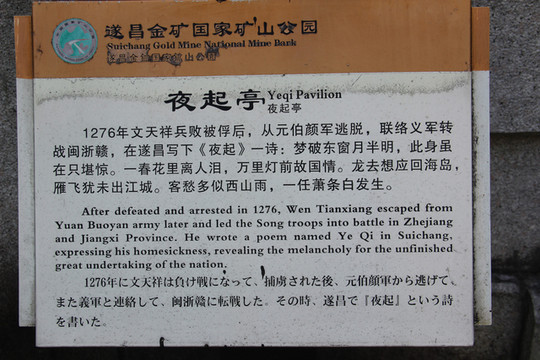 遂昌金矿国家矿山公园
Suichang Gold Mine National Mine Park
夜起亭
Yeqi Pavilion
夜起亭
1276年文天祥兵败被俘后，从元伯颜军逃脱，联络义军转
战闽浙赣，在遂昌写下《夜起》一诗：梦破东窗月半明，此身虽
在只堪惊。一春花里离人泪，万里灯前故国情。龙去想应回海岛，
雁飞犹未出江城。客愁多似西山雨，一任萧条白发生。
After defeated and arrested in 1276, Wen Tianxiang escaped from
Yuan Buoyan army later and led the Song troops into battle in Zhejiang
and Jiangxi Province. He wrote a poem named Ye Qi in Suichang,
expressing his homesickness, revealing the melancholy for the unfinished
great undertaking of the nation.
1276年に文天祥は負け戦になって、捕虜された後、元伯顔軍から逃げて、
また義軍と連絡して、闽浙赣に転戦した。その時、遂昌で『夜起』という詩
を書いた.